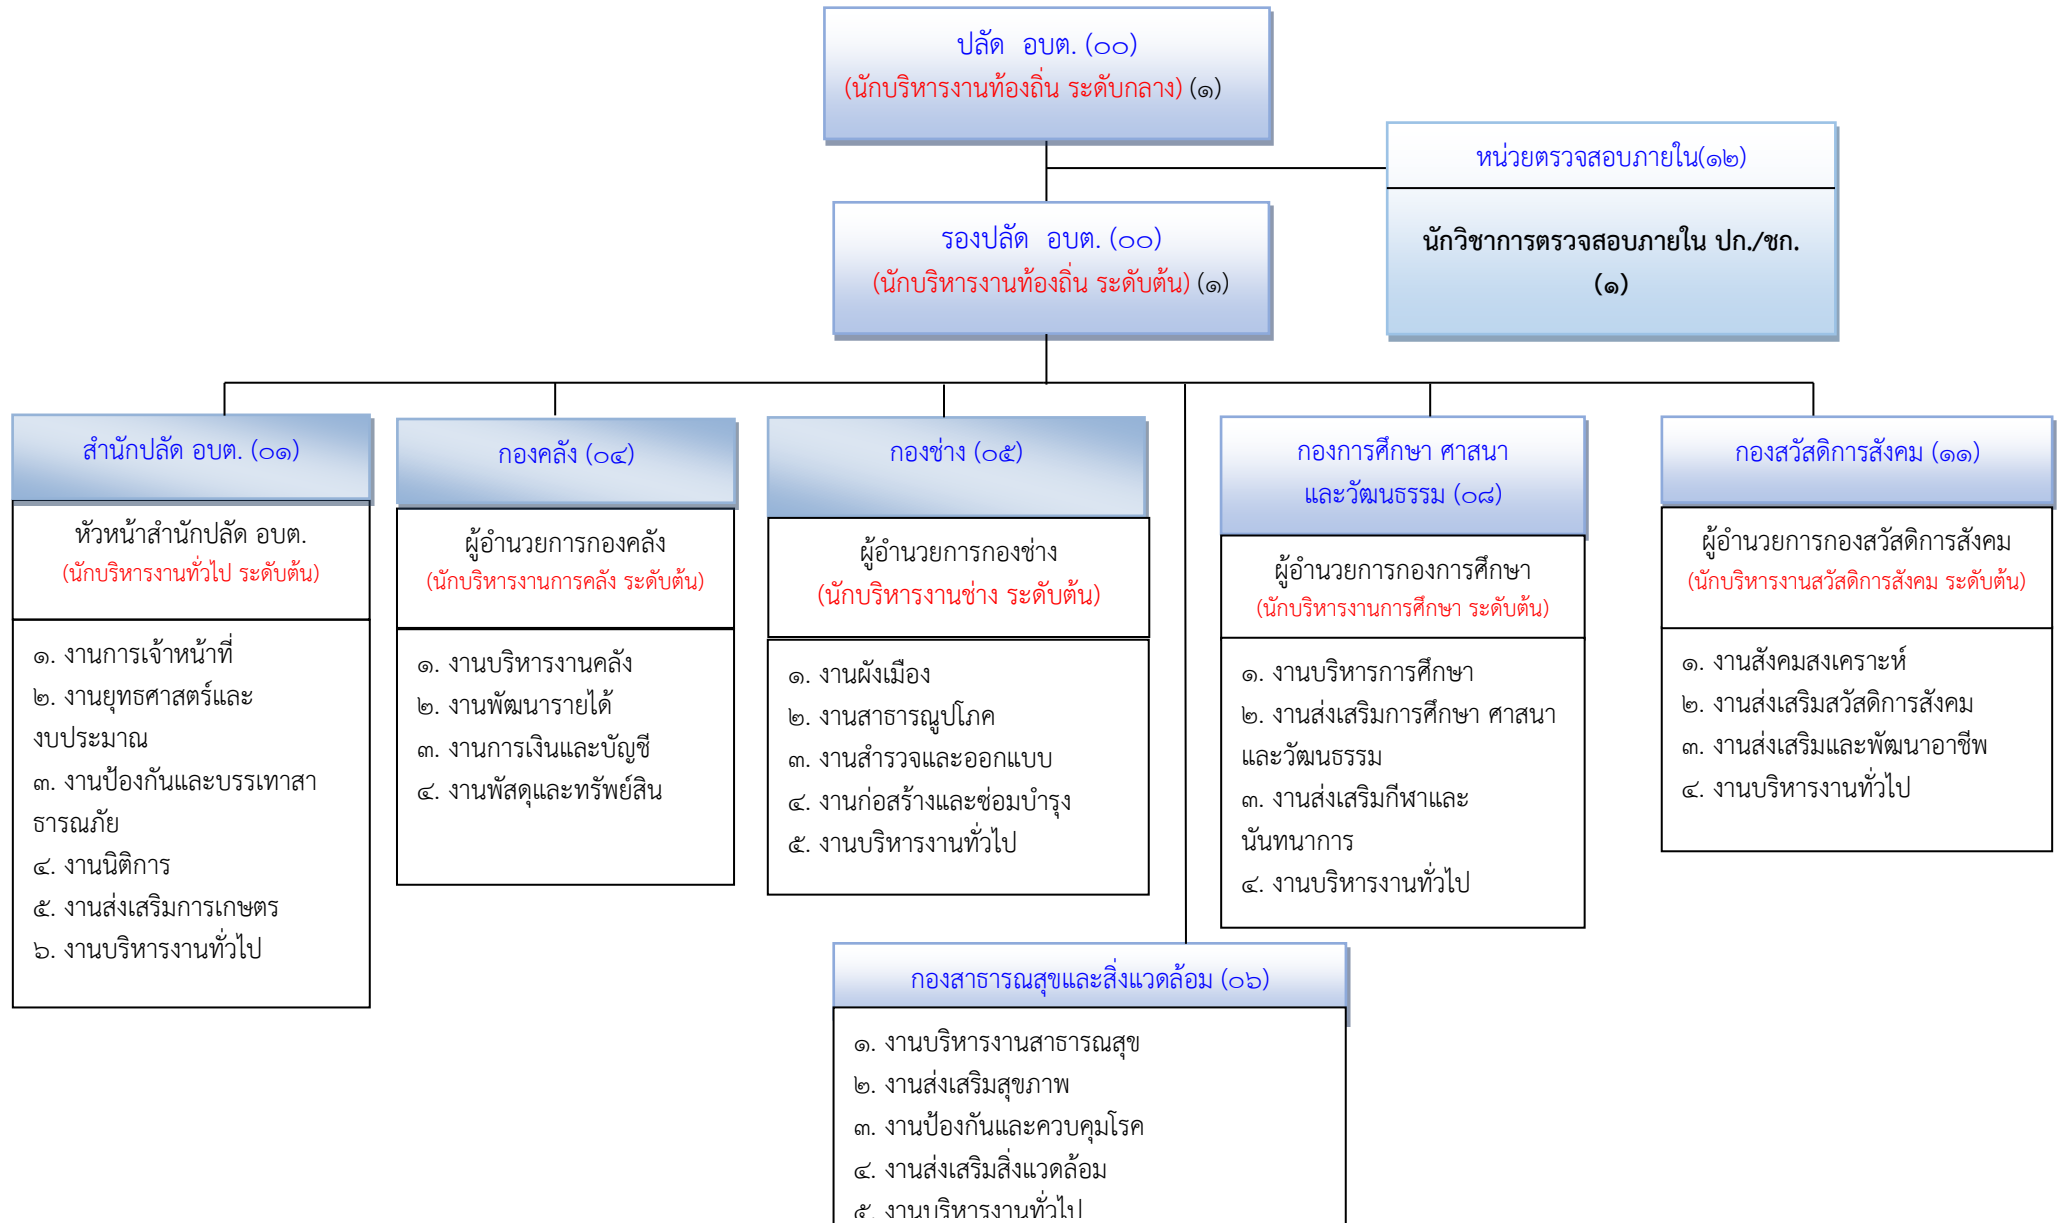 ปลัด อบต. (๐๐)
(นักบริหารงานท้องถิ่น ระดับกลาง) (๑)
หน่วยตรวจสอบภายใน(๑๒)
นักวิชาการตรวจสอบภายใน ปก./ชก.
(๑)
รองปลัด อบต. (๐๐)
(นักบริหารงานท้องถิ่น ระดับต้น) (๑)
สำนักปลัด อบต. (๐๑)
หัวหน้าสำนักปลัด อบต.
(นักบริหารงานทั่วไป ระดับต้น)
๑. งานการเจ้าหน้าที่
๒. งานยุทธศาสตร์และ
งบประมาณ
๓. งานป้องกันและบรรเทาสา
ธารณภัย
๔. งานนิติการ
๕. งานส่งเสริมการเกษตร
๖. งานบริหารงานทั่วไป
กองคลัง (๐๔)
ผู้อำนวยการกองคลัง
(นักบริหารงานการคลัง ระดับต้น)
๑. งานบริหารงานคลัง
๒. งานพัฒนารายได้
๓. งานการเงินและบัญชี
๔. งานพัสดุและทรัพย์สิน
กองช่าง (๐๕)
ผู้อำนวยการกองช่าง
(นักบริหารงานช่าง ระดับต้น)
๑. งานผังเมือง
๒. งานสาธารณูปโภค
๓. งานสำรวจและออกแบบ
๔. งานก่อสร้างและซ่อมบำรุง
๕. งานบริหารงานทั่วไป
กองการศึกษา ศาสนา
และวัฒนธรรม (๐๘)
ผู้อำนวยการกองการศึกษา
(นักบริหารงานการศึกษา ระดับต้น)
๑. งานบริหารการศึกษา
๒. งานส่งเสริมการศึกษา ศาสนา
และวัฒนธรรม
๓. งานส่งเสริมกีฬาและ
นันทนาการ
๔. งานบริหารงานทั่วไป
กองสวัสดิการสังคม (๑๑)
ผู้อำนวยการกองสวัสดิการสังคม
(นักบริหารงานสวัสดิการสังคม ระดับต้น)
๑. งานสังคมสงเคราะห์
๒. งานส่งเสริมสวัสดิการสังคม
๓. งานส่งเสริมและพัฒนาอาชีพ
๔. งานบริหารงานทั่วไป
กองสาธารณสุขและสิ่งแวดล้อม (๐๖)
๑. งานบริหารงานสาธารณสุข
๒. งานส่งเสริมสุขภาพ
๓. งานป้องกันและควบคุมโรค
๔. งานส่งเสริมสิ่งแวดล้อม
๕. งานบริหารงานทั่วไป